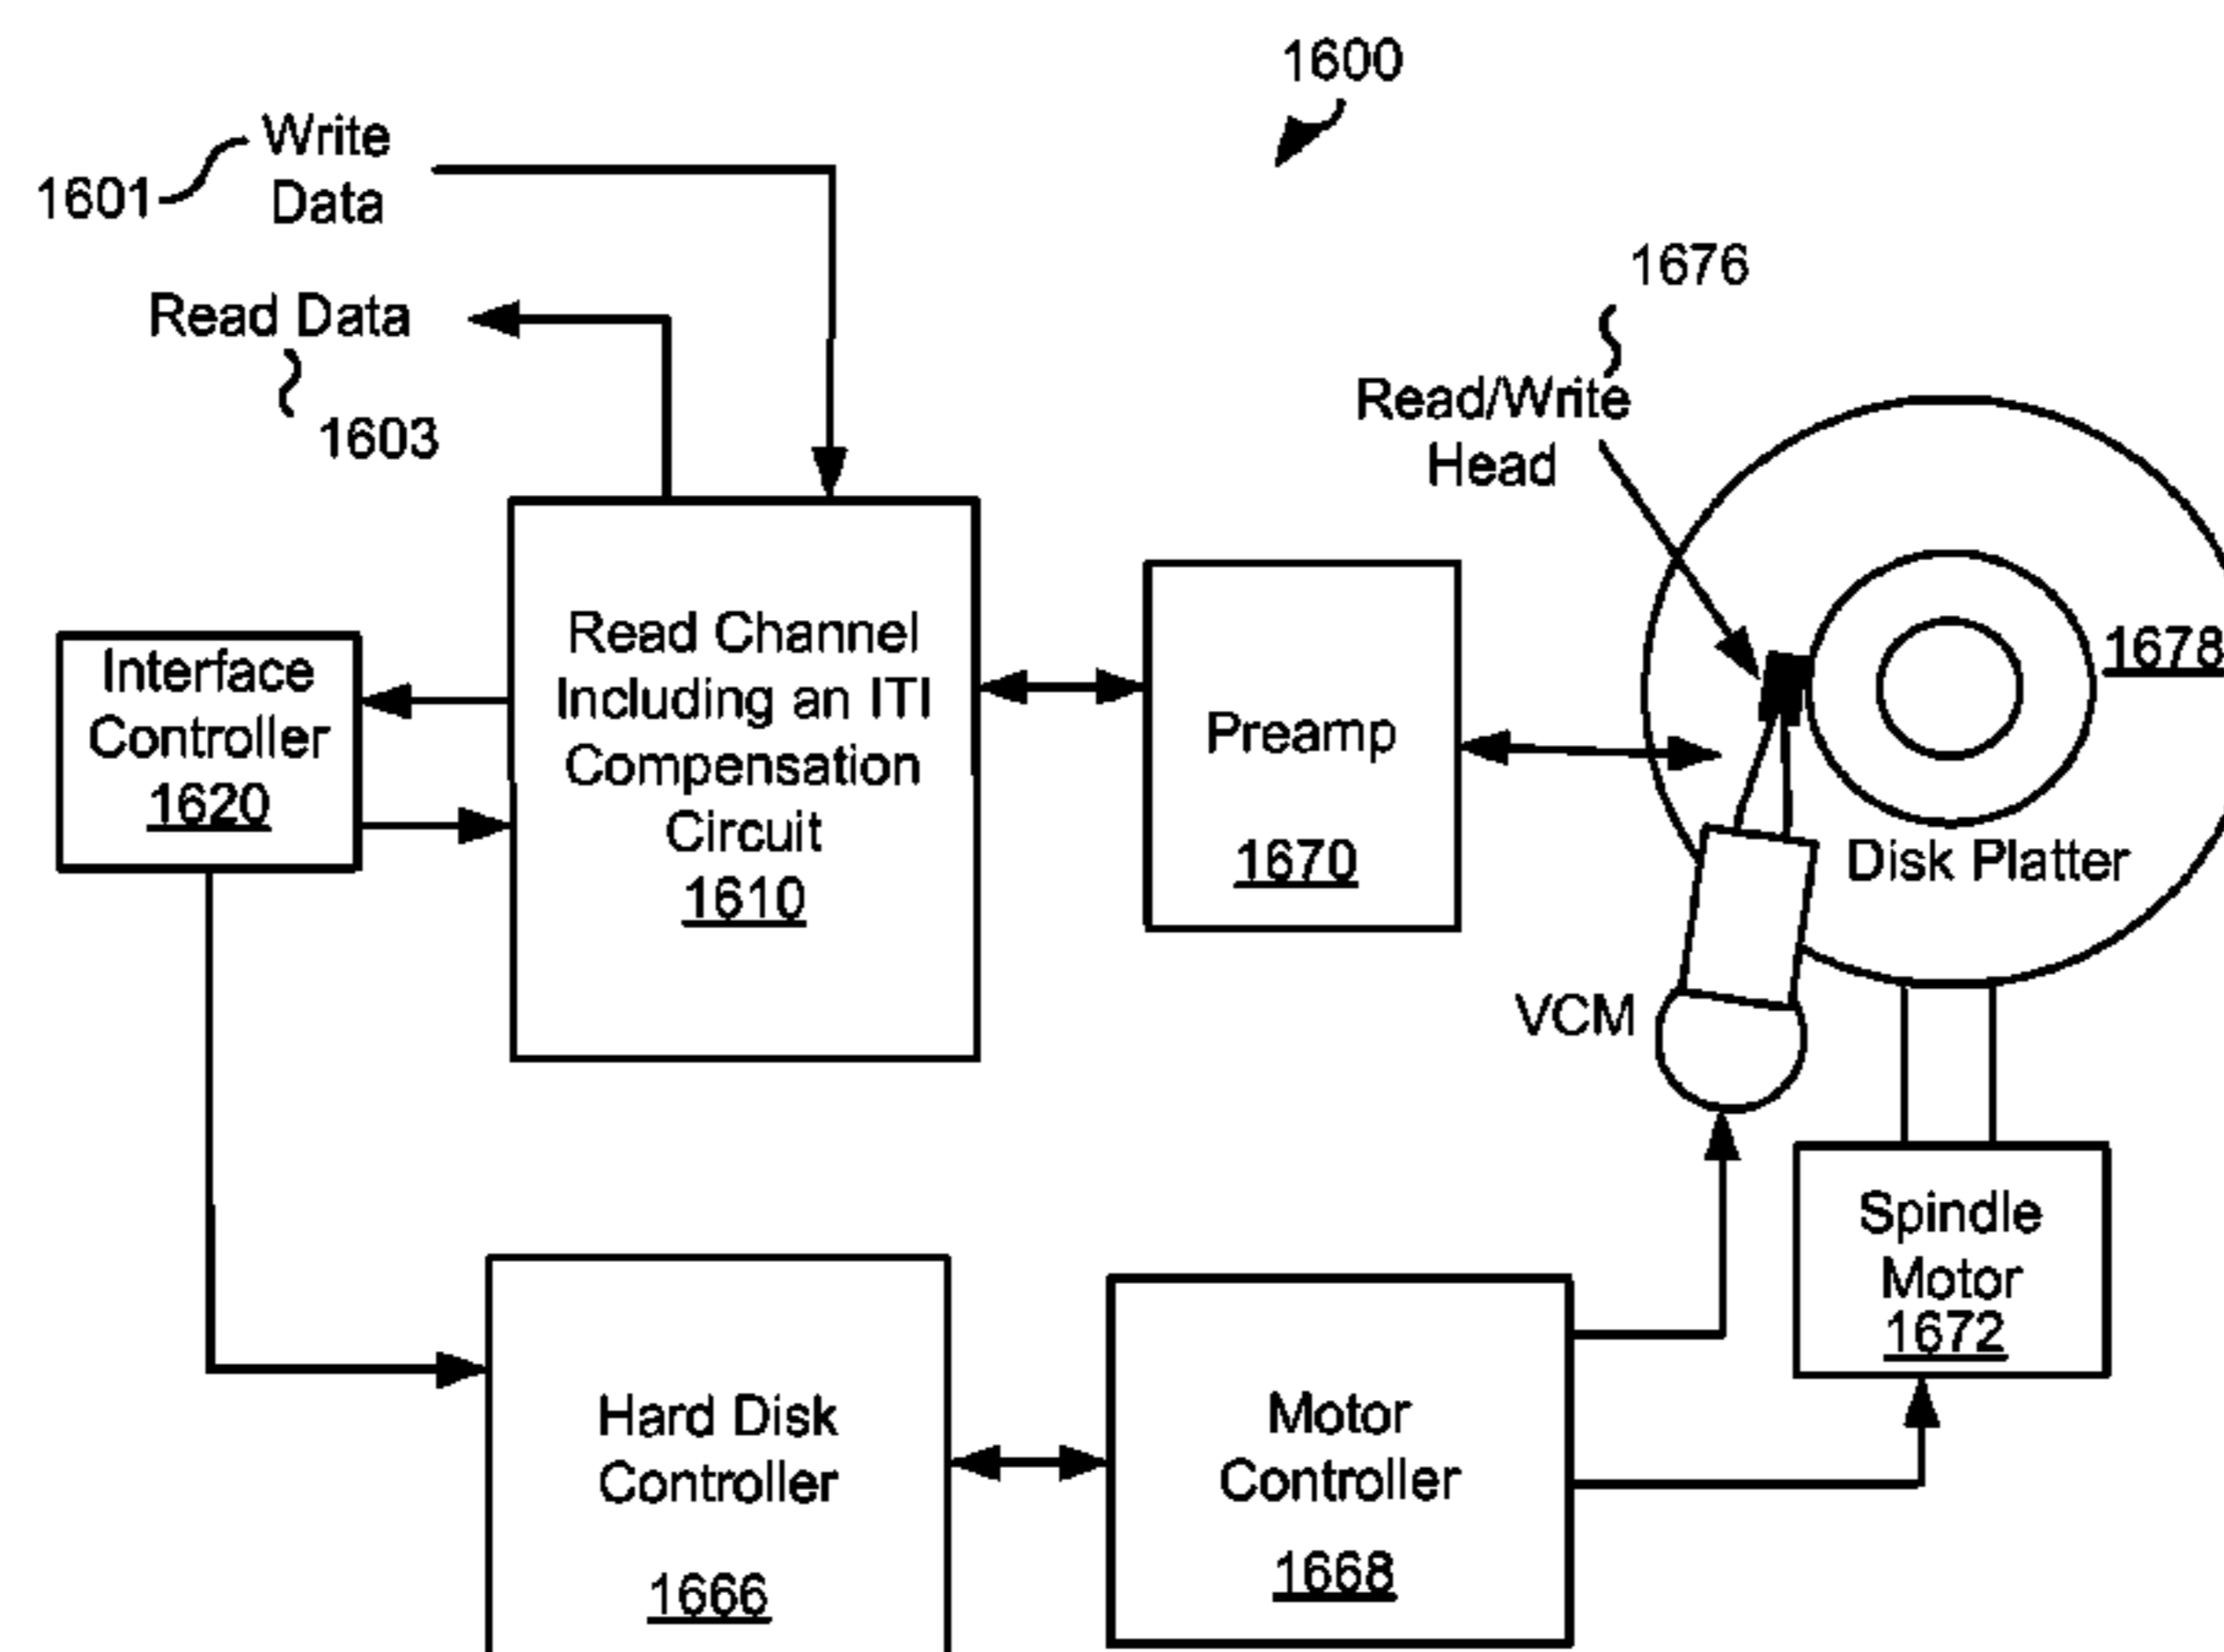 1600
Write
Data
1601
Read Data
1603
1676
Read/Write
Head
Interface
Controller
1620
Read Channel
Including an ITI
Compensation
Circuit
1610
Preamp
1670
1678
Disk Platter
VCM
Spindle
Motor
1672
Hard Disk
Controller
1666
Motor
Controller
1668